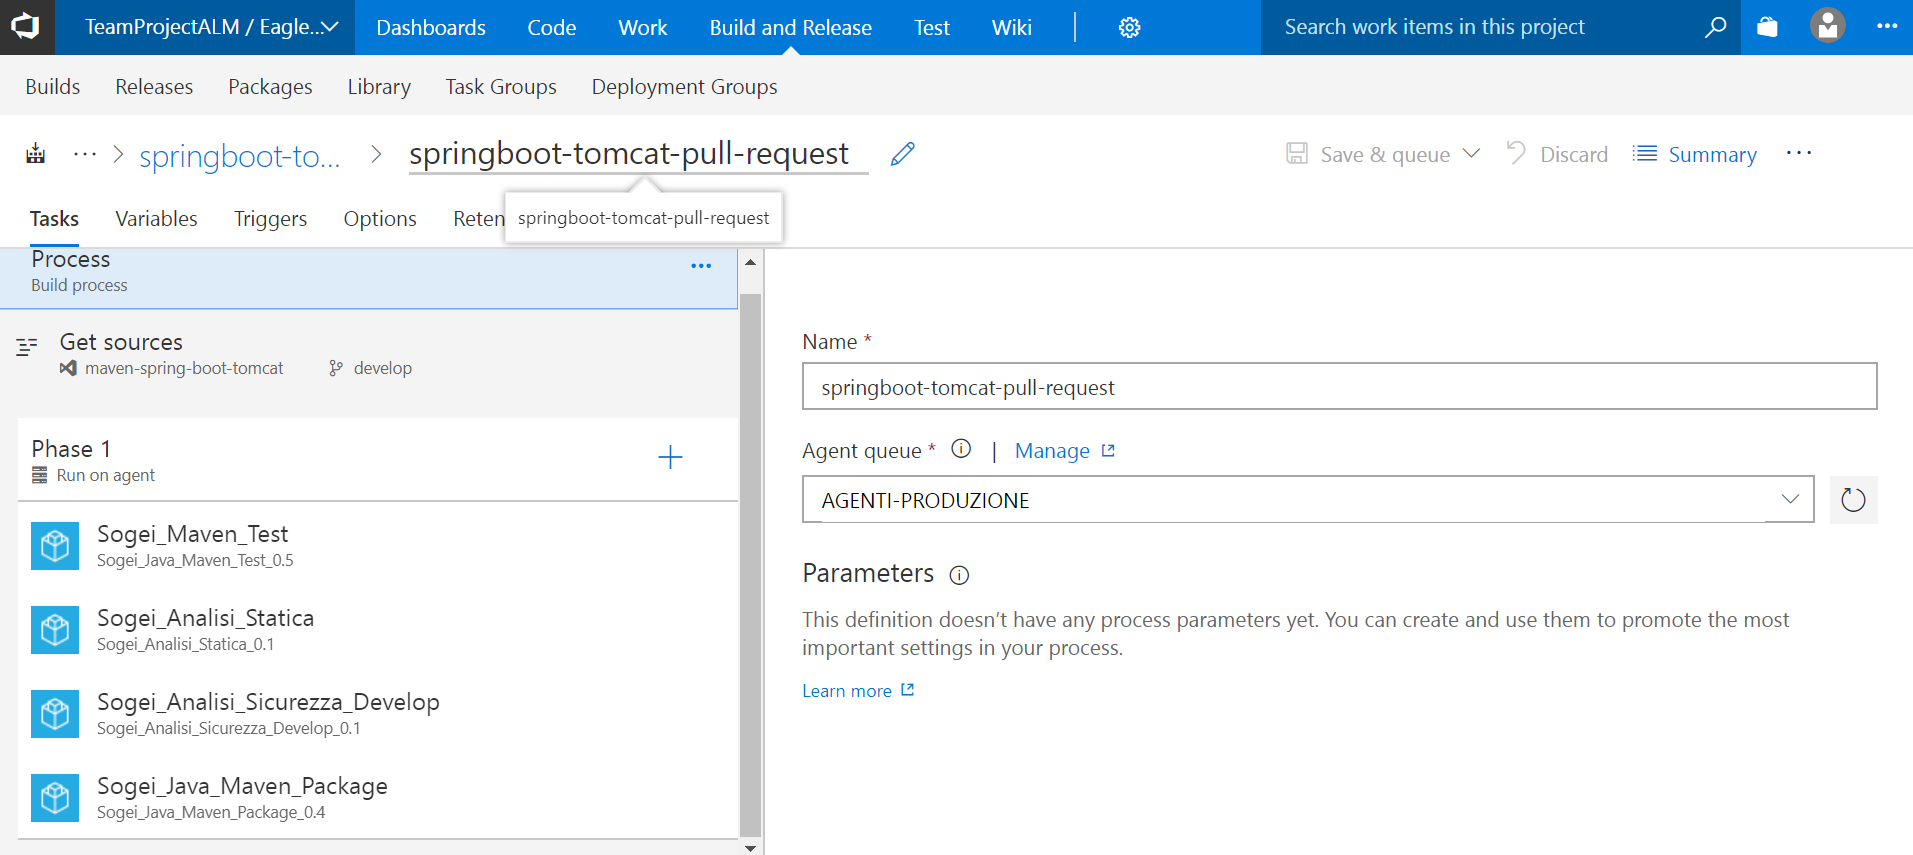 TeamProjectALM / Eagle...
Dashboards Code Work Build and Release Test Wiki
Search work items in this project
Builds Releases Packages Library Task Groups Deployment Groups
springboot-to... springboot-tomcat-pull-request
Save & queue Discard Summary
Tasks Variables Triggers Options Reten
springboot-tomcat-pull-request
Process
Build process
Get sources
maven-spring-boot-tomcat develop
Phase 1
Run on agent
Sogei_Maven_Test
Sogei_Java_Maven_Test_0.5
Sogei_Analisi_Statica
Sogei_Analisi_Statica_0.1
Sogei_Analisi_Sicurezza_Develop
Sogei_Analisi_Sicurezza_Develop_0.1
Sogei_Java_Maven_Package
Sogei_Java_Maven_Package_0.4
Name *
springboot-tomcat-pull-request
Agent queue * | Manage
AGENTI-PRODUZIONE
Parameters
This definition doesn’t have any process parameters yet. You can create and use them to promote the most
important settings in your process.
Learn more